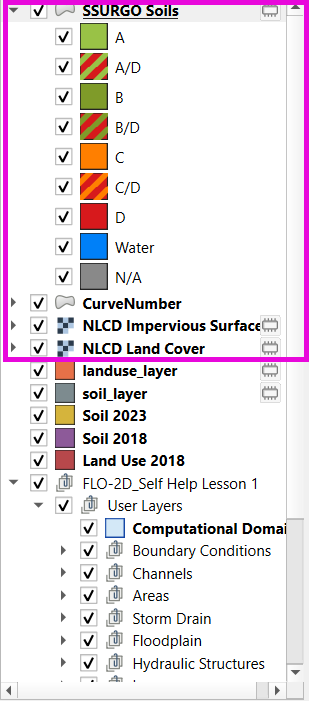 SSURGO Soils
A
A/D
B
B/D
C
C/D
D
Water
N/A
CurveNumber
NLCD Impervious Surface
NLCD Land Cover
landuse_layer
soil_layer
Soil 2023
Soil 2018
Land Use 2018
FLO-2D_Self Help Lesson 1
User Layers
Computational Domai
Boundary Conditions
Channels
Areas
Storm Drain
Floodplain
Hydraulic Structures